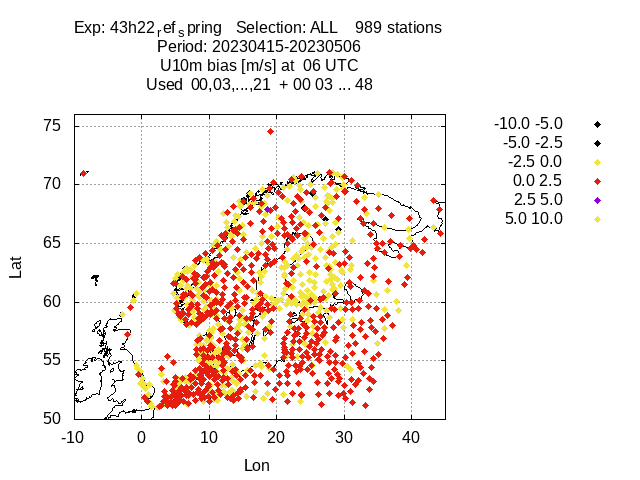 Exp: 43h22refspring   Selection: ALL    989 stations
Period: 20230415-20230506
U10m bias [m/s] at  06 UTC
Used  00,03,...,21  + 00 03 ... 48
-10.0 -5.0
-5.0 -2.5
-2.5 0.0
0.0 2.5
2.5 5.0
5.0 10.0
75
70
65
60
55
50
Lat
-10 0 10 20 30 40
Lon